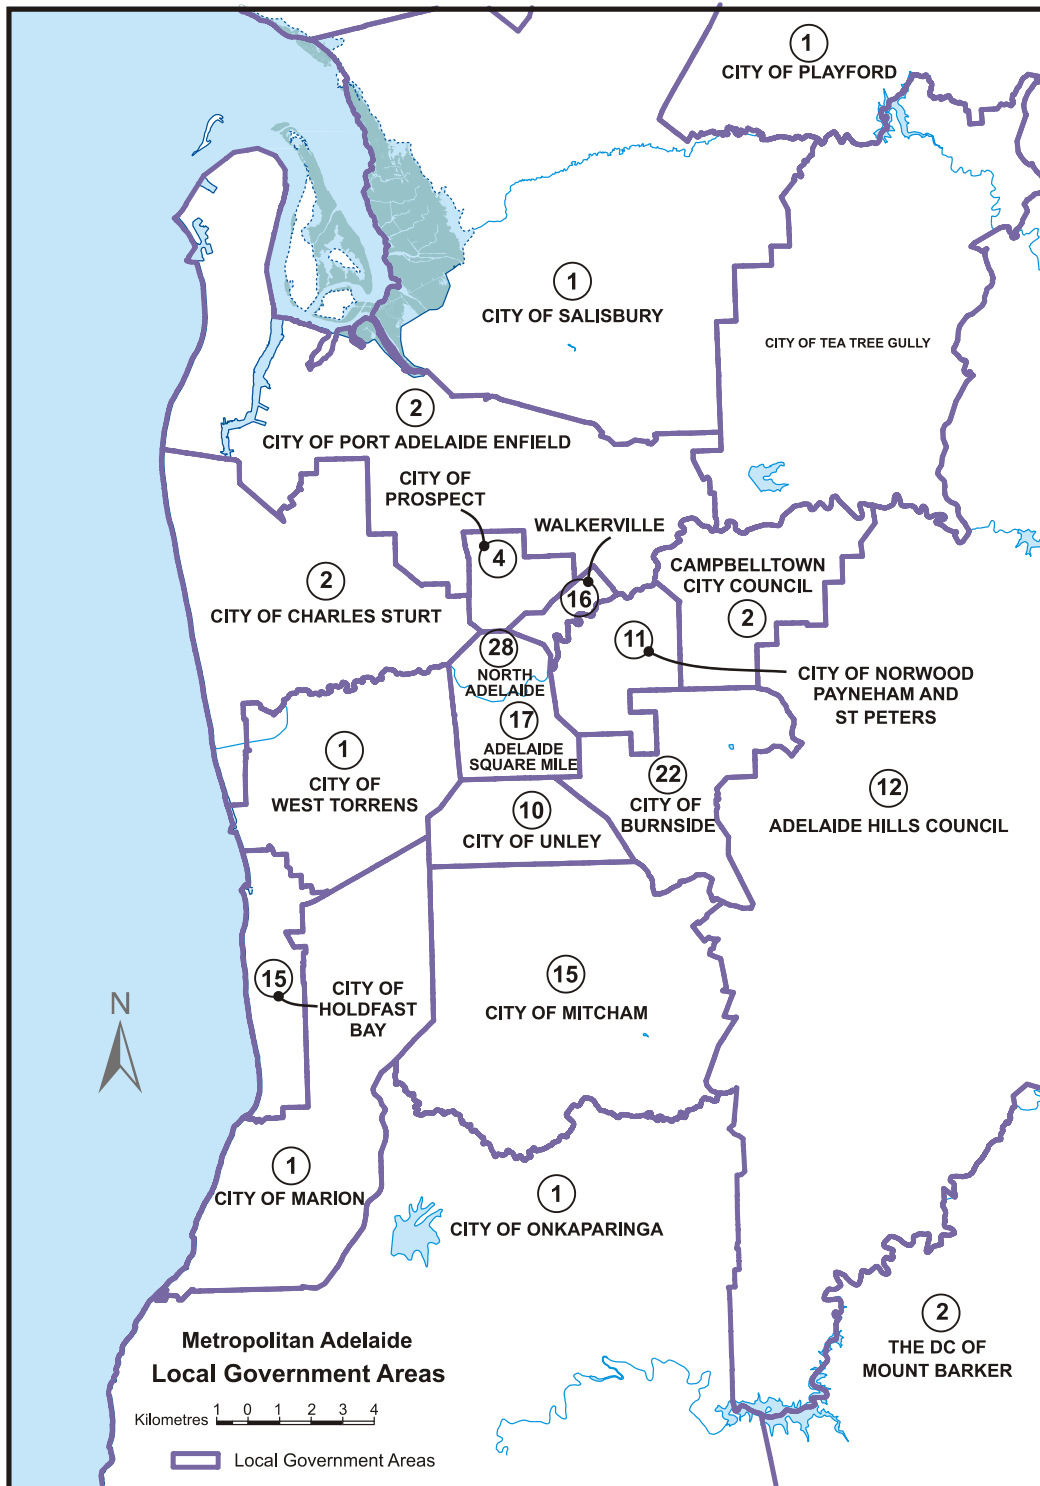 1
CITY OF PLAYFORD
1
CITY OF SALISBURY
CITY OF TEA TREE GULLY
2
CITY OF PORT ADELAIDE ENFIELD
CITY OF
PROSPECT
4
WALKERVILLE
16
CAMPBELLTOWN
CITY COUNCIL
2
2
CITY OF CHARLES STURT
11
CITY OF NORWOOD
PAYNEHAM AND
ST PETERS
28
NORTH
ADELAIDE
17
ADELAIDE
SQUARE MILE
1
CITY OF
WEST TORRENS
22
CITY OF
BURNSIDE
12
ADELAIDE HILLS COUNCIL
10
CITY OF UNLEY
15
CITY OF
HOLDFAST
BAY
15
CITY OF MITCHAM
N
1
CITY OF MARION
1
CITY OF ONKAPARINGA
2
THE DC OF
MOUNT BARKER
Metropolitan Adelaide
Local Government Areas
Kilometres 1 0 1 2 3 4
Local Government Areas